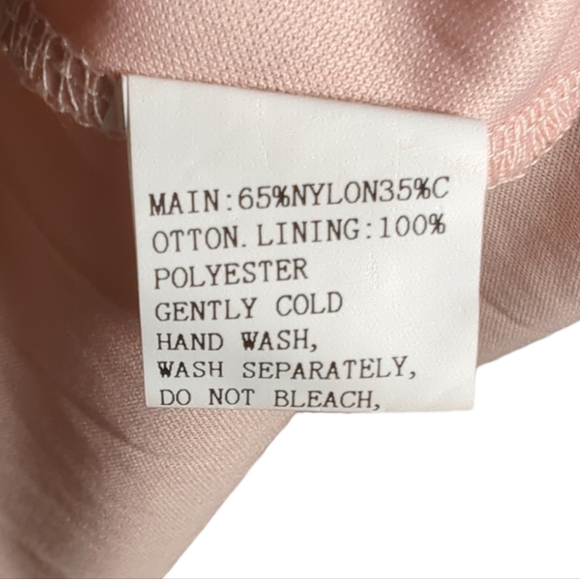 MAIN:65%NYLON35%C
OTTON. LINING:100%
POLYESTER
GENTLY COLD
HAND WASH,
WASH SEPARATELY,
DO NOT BLEACH,